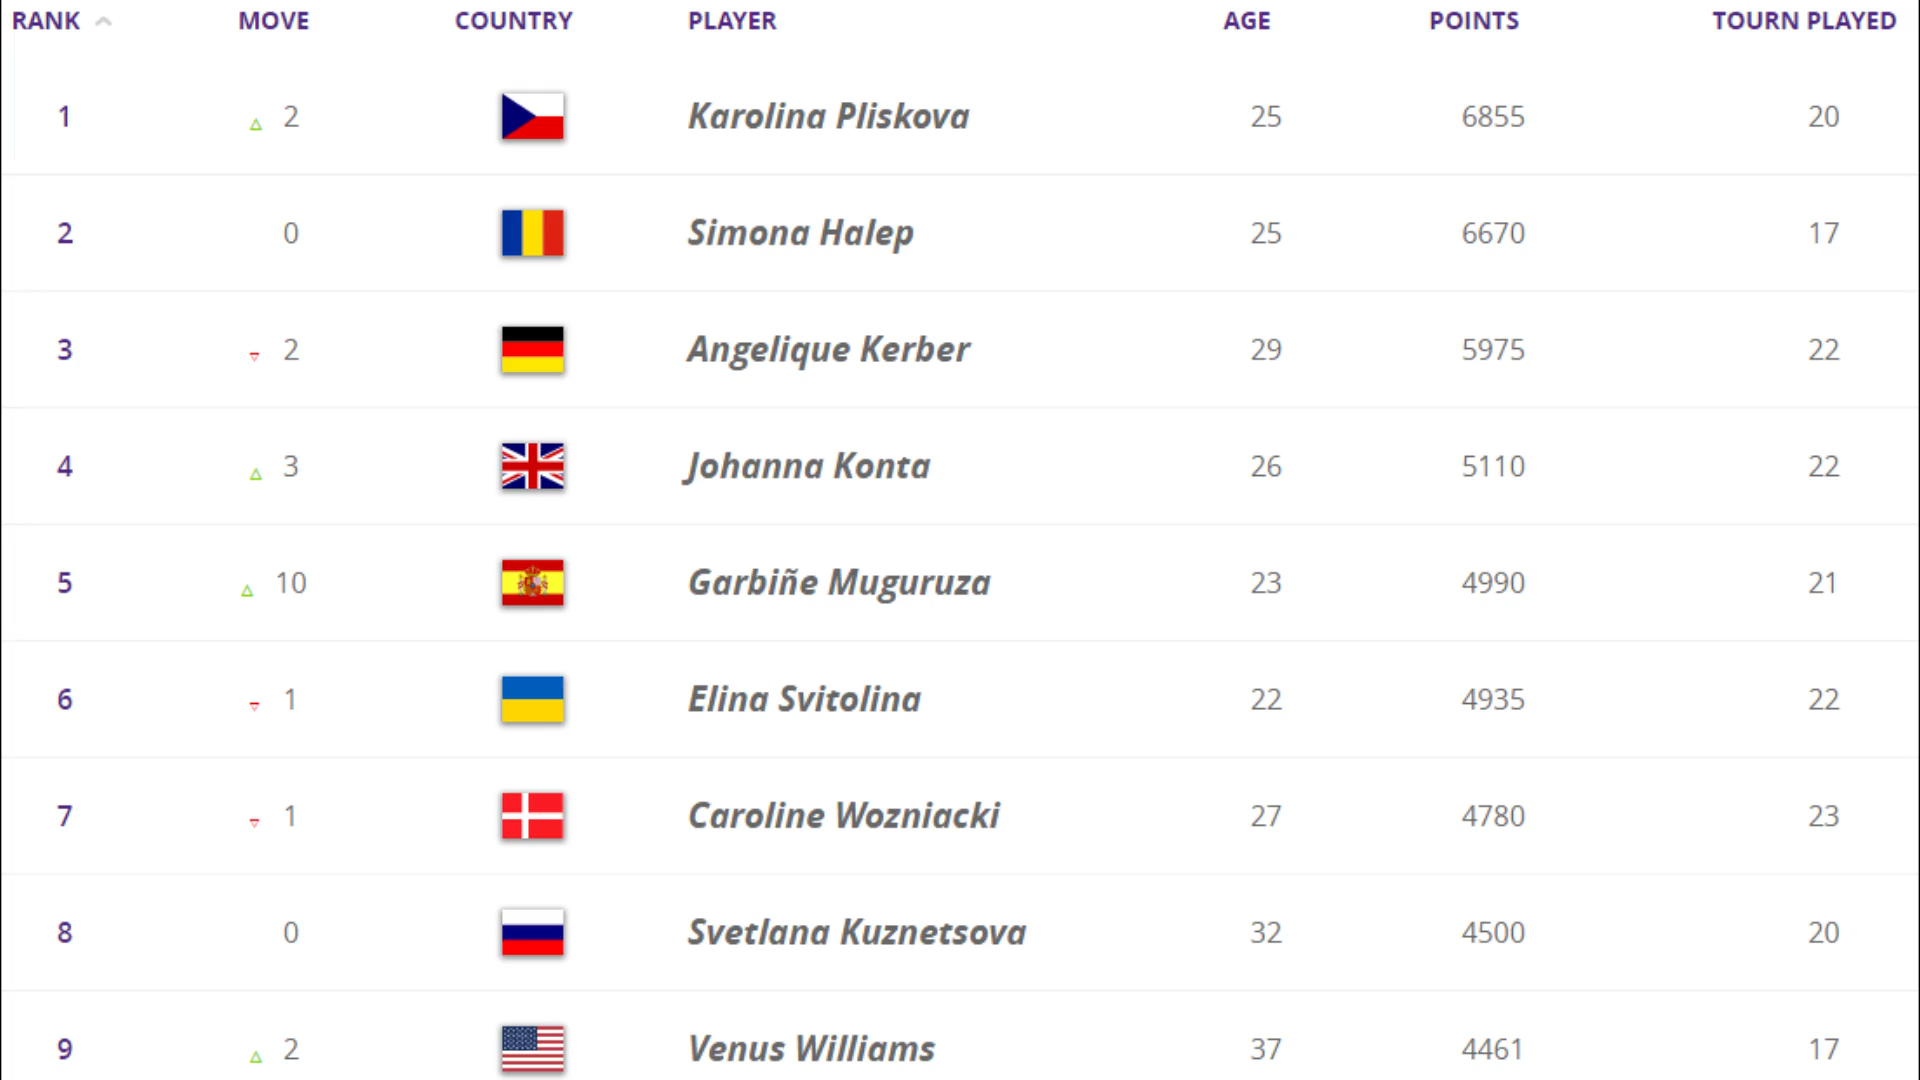 RANK MOVE COUNTRY PLAYER AGE POINTS TOURN PLAYED
1 2 Karolina Pliskova 25 6855 20
2 0 Simona Halep 25 6670 17
3 2 Angelique Kerber 29 5975 22
4 3 Johanna Konta 26 5110 22
5 10 Garbiñe Muguruza 23 4990 21
6 1 Elina Svitolina 22 4935 22
7 1 Caroline Wozniacki 27 4780 23
8 0 Svetlana Kuznetsova 32 4500 20
9 2 Venus Williams 37 4461 17